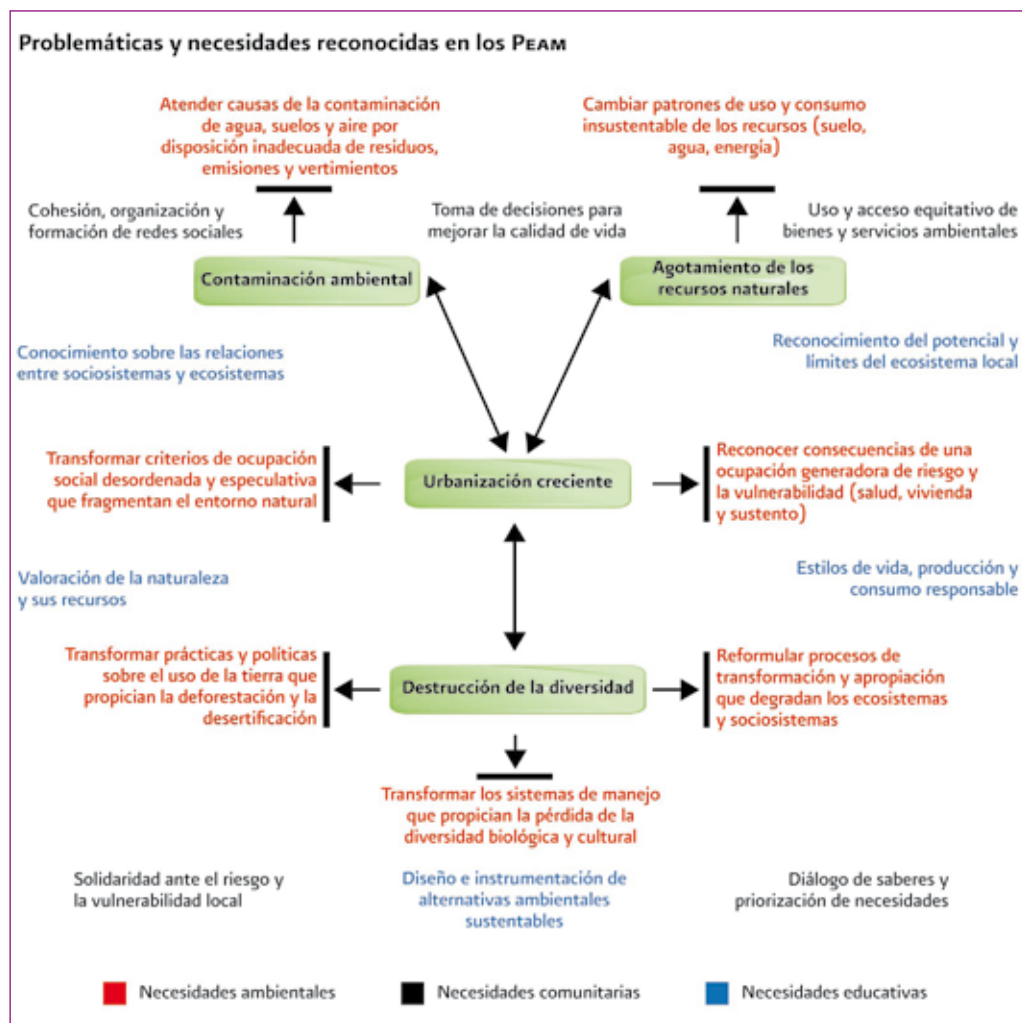 Problemáticas y necesidades reconocidas en los PEAM
Atender causas de la contaminación
de agua, suelos y aire por
disposición inadecuada de residuos,
emisiones y vertimientos
Cambiar patrones de uso y consumo
insustentable de los recursos (suelo,
agua, energía)
Cohesión, organización y
formación de redes sociales
Toma de decisiones para
mejorar la calidad de vida
Uso y acceso equitativo de
bienes y servicios ambientales
Contaminación ambiental
Agotamiento de los
recursos naturales
Conocimiento sobre las relaciones
entre sociosistemas y ecosistemas
Reconocimiento del potencial y
límites del ecosistema local
Transformar criterios de ocupación
social desordenada y especulativa
que fragmentan el entorno natural
Urbanización creciente
Reconocer consecuencias de una
ocupación generadora de riesgo y
la vulnerabilidad (salud, vivienda
y sustento)
Valoración de la naturaleza
y sus recursos
Estilos de vida, producción y
consumo responsable
Transformar prácticas y políticas
sobre el uso de la tierra que
propician la deforestación y la
desertificación
Destrucción de la diversidad
Reformular procesos de
transformación y apropiación
que degradan los ecosistemas
y sociosistemas
Transformar los sistemas de manejo
que propician la pérdida de la
diversidad biológica y cultural
Solidaridad ante el riesgo y
la vulnerabilidad local
Diseño e instrumentación de
alternativas ambientales
sustentables
Diálogo de saberes y
priorización de necesidades
Necesidades ambientales
Necesidades comunitarias
Necesidades educativas